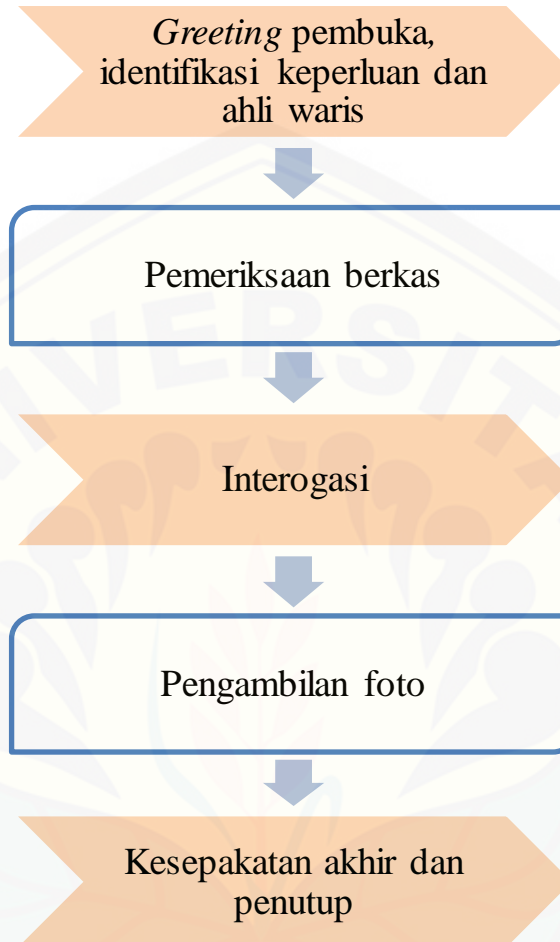 Greeting pembuka,
identifikasi keperluan dan
ahli waris
Pemeriksaan berkas
Interogasi
Pengambilan foto
Kesepakatan akhir dan
penutup